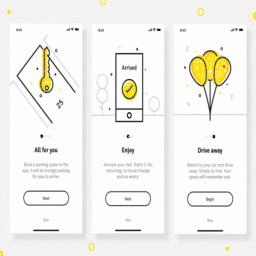 9:41
25
All for you
Book a parking space in the
app. It will be lovingly waiting
for you to arrive.
Next
Skip
9:41
Arrived
Enjoy
Activate your slot. That's it. No
returning, no loose change
and no worry.
Next
Skip
9:41
Drive away
Return to your car and drive
away. Simple as that. Your
space will remember you
Begin
Skip